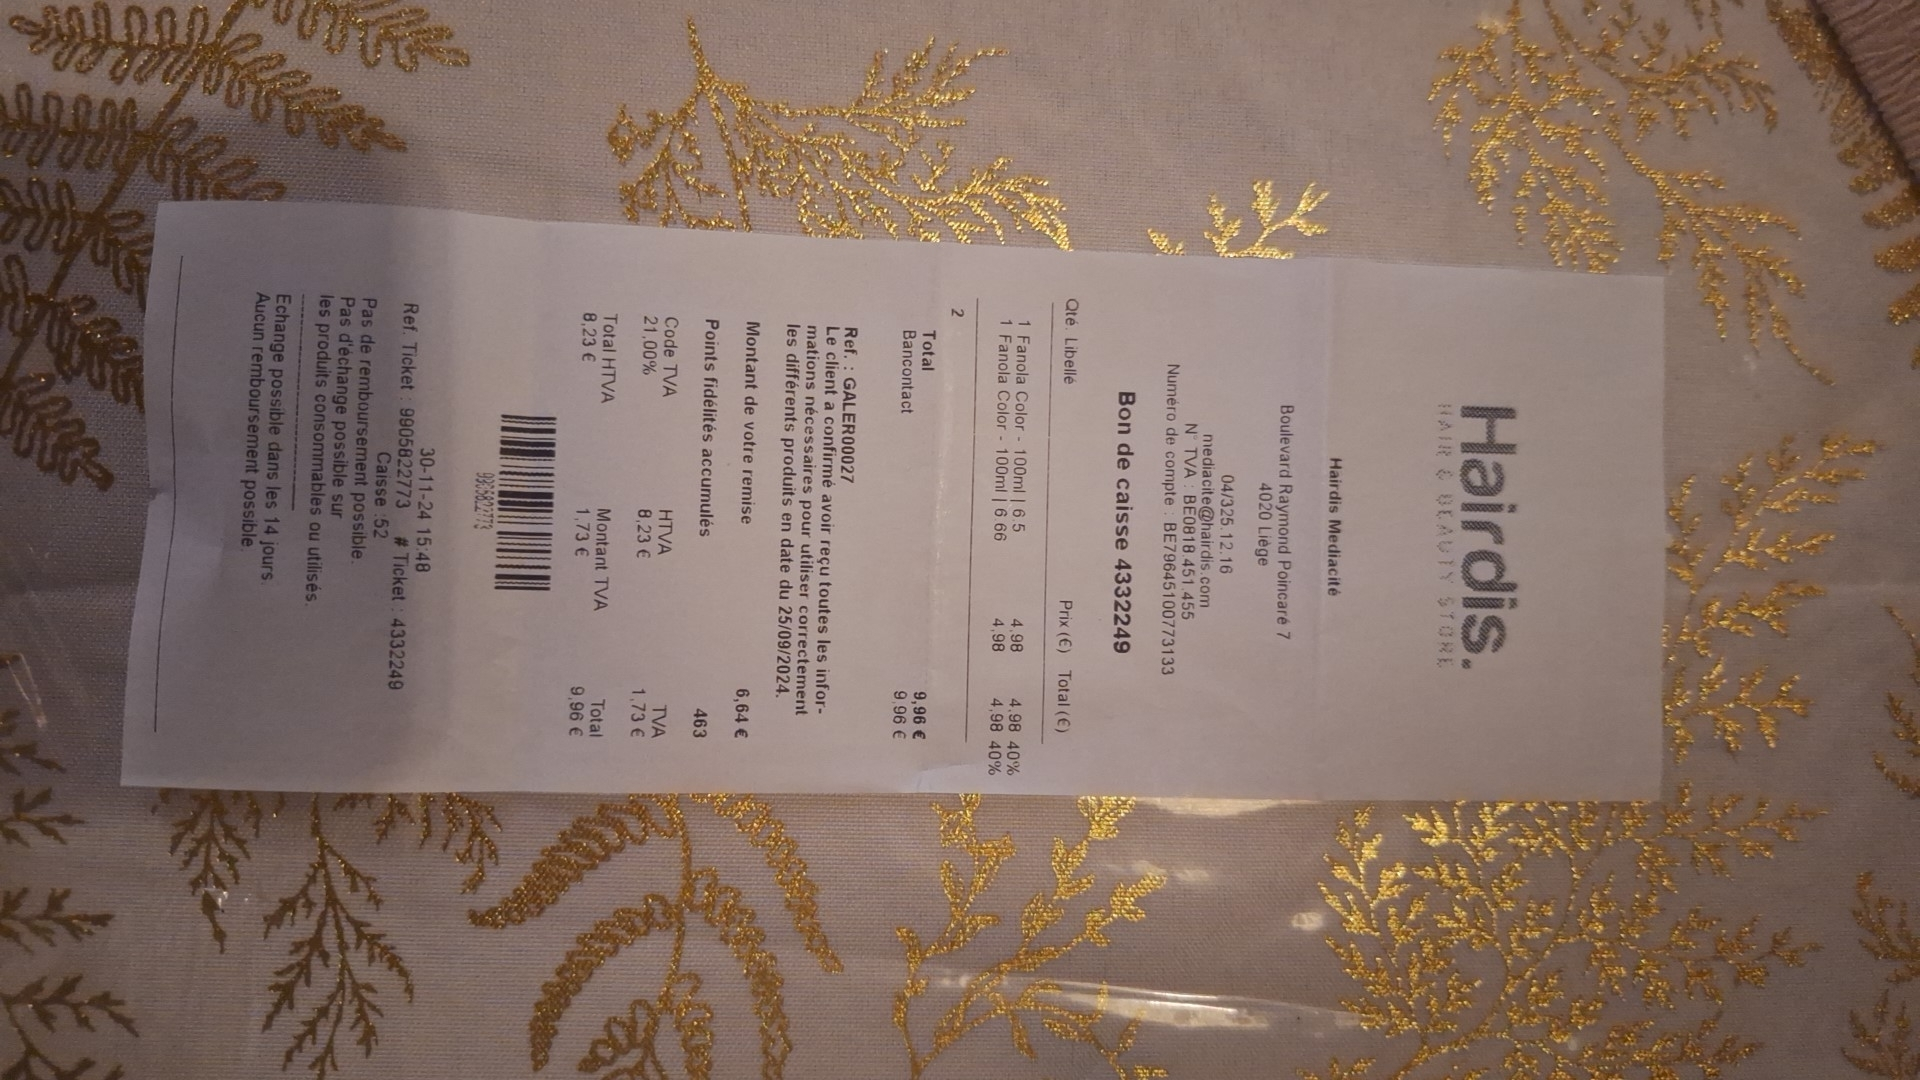 Hairdis.
HAIR & BEAUTY STORE
Hairdis Mediacité
Boulevard Raymond Poincaré 7
4020 Liège
04/325.12.16
mediacite@hairdis.com
N° TVA : BE0818.451.455
Numéro de compte : BE79645100773133
Bon de caisse 4332249
Qté. Libellé Prix (€) Total (€)
1 Fanola Color - 100ml | 6.5 4,98 4,98 40%
1 Fanola Color - 100ml | 6.66 4,98 4,98 40%
2
Total 9,96 €
Bancontact 9,96 €
Ref. : GALER00027
Le client a confirmé avoir reçu toutes les infor-
mations nécessaires pour utiliser correctement
les différents produits en date du 25/09/2024.
Montant de votre remise 6,64 €
Points fidélités accumulés 463
Code TVA HTVA TVA
21,00% 8,23 € 1,73 €
Total HTVA Montant TVA Total
8,23 € 1,73 € 9,96 €
9905822773
30-11-24 15:48
Ref. Ticket : 9905822773 # Ticket : 4332249
Caisse :52
Pas de remboursement possible.
Pas d'échange possible sur
les produits consommables ou utilisés.
Echange possible dans les 14 jours.
Aucun remboursement possible.